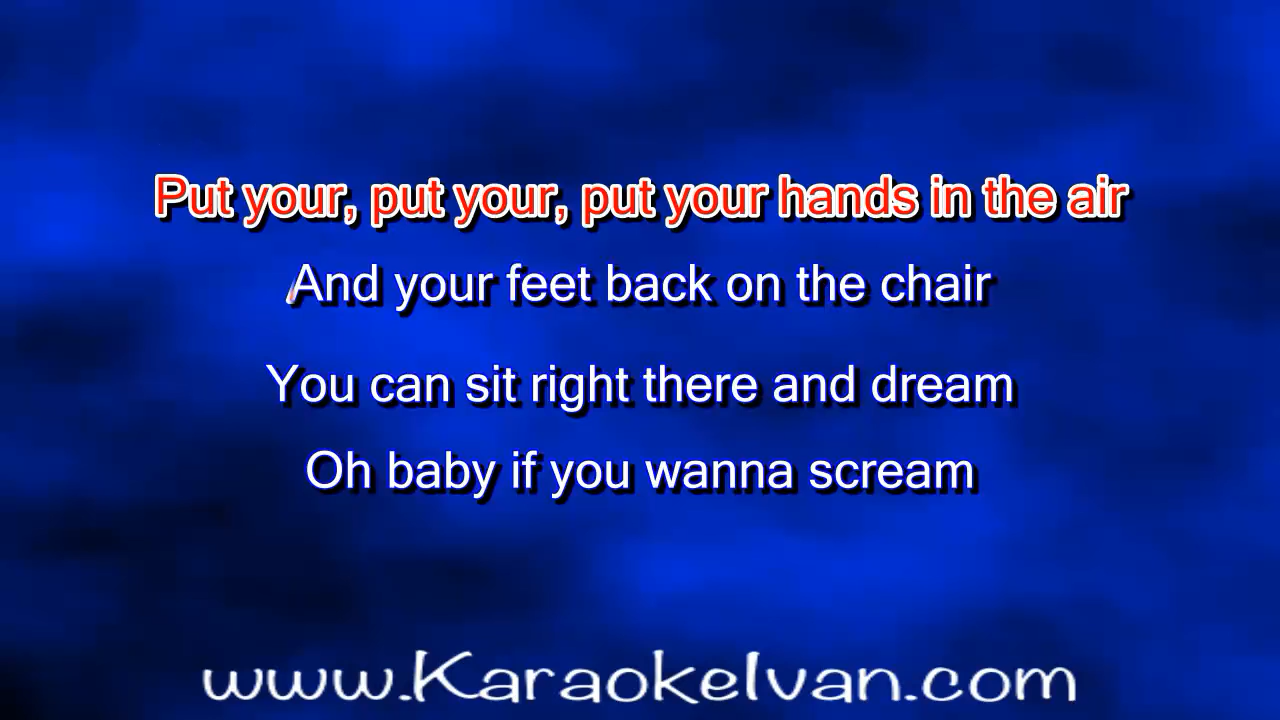 Put your, put your, put your hands in the air
And your feet back on the chair
You can sit right there and dream
Oh baby if you wanna scream
www.KaraokeIvan.com